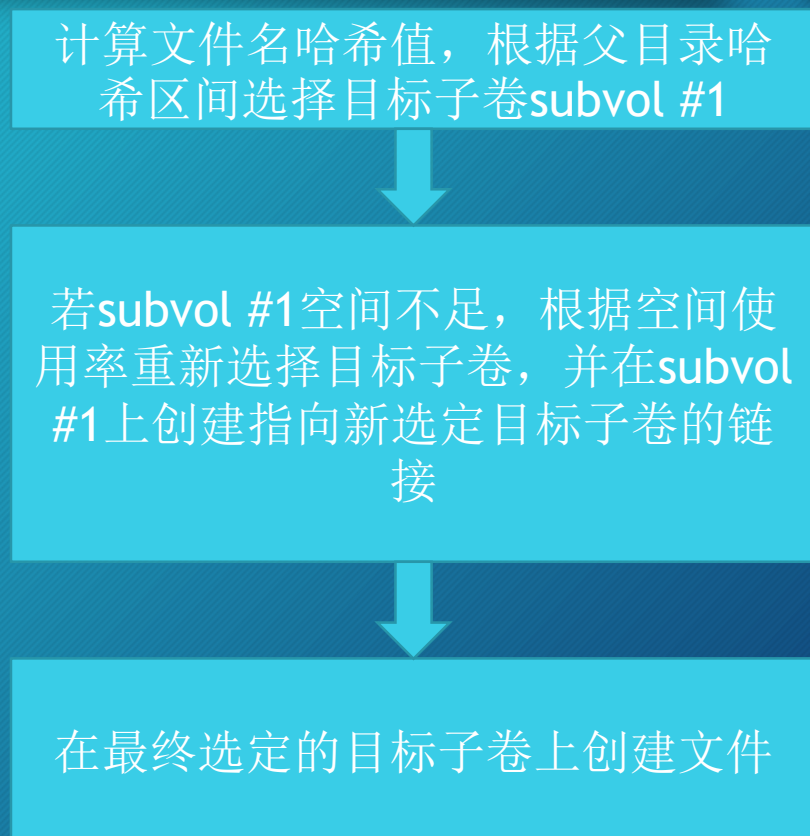 计算文件名哈希值，根据父目录哈
希区间选择目标子卷subvol #1
若subvol #1空间不足，根据空间使
用率重新选择目标子卷，并在subvol
#1上创建指向新选定目标子卷的链
接
在最终选定的目标子卷上创建文件